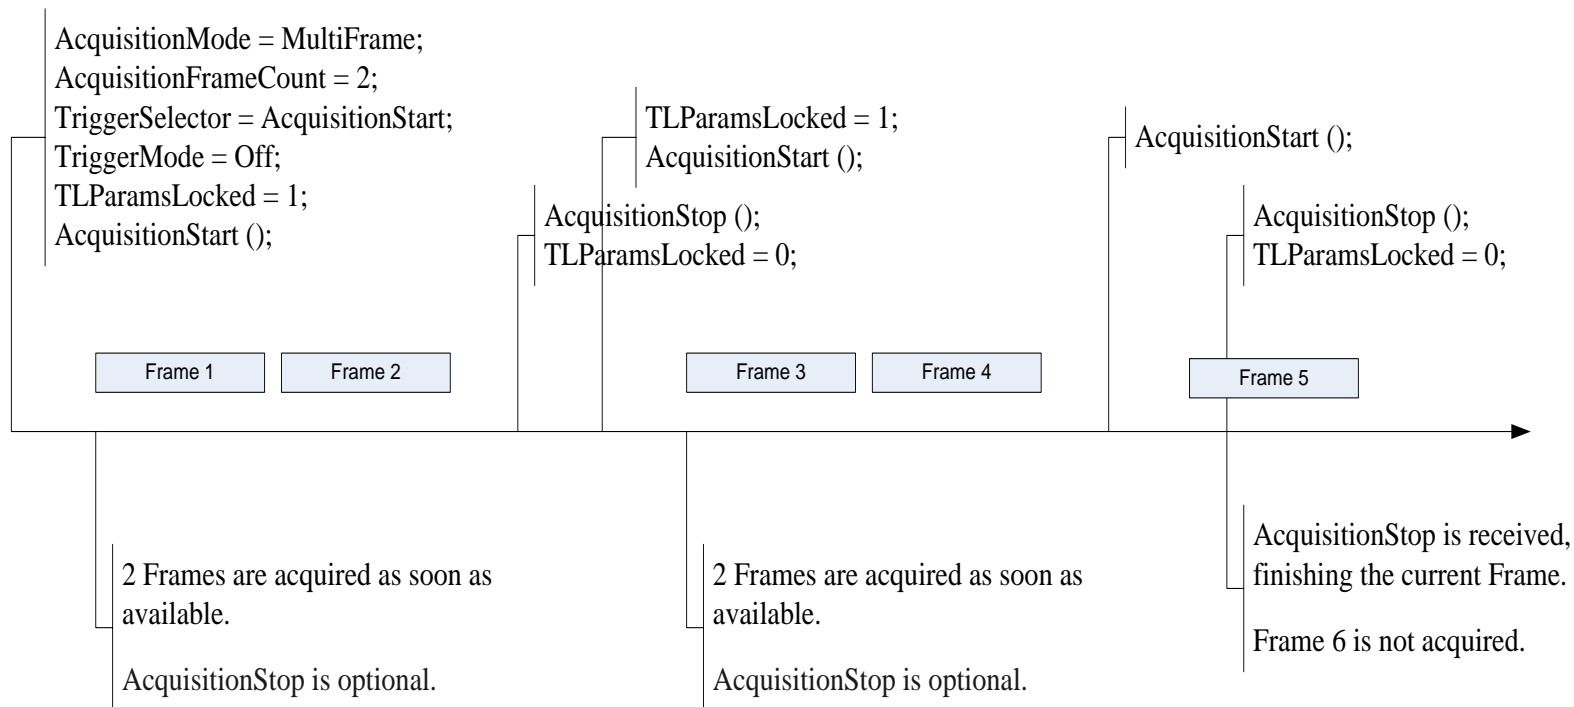 AcquisitionMode = MultiFrame;
AcquisitionFrameCount = 2;
TriggerSelector = AcquisitionStart;
TriggerMode = Off;
TLParamsLocked = 1;
AcquisitionStart ();
AcquisitionStop ();
TLParamsLocked = 0;
TLParamsLocked = 1;
AcquisitionStart ();
AcquisitionStart ();
AcquisitionStop ();
TLParamsLocked = 0;
Frame 1
Frame 2
Frame 3
Frame 4
Frame 5
2 Frames are acquired as soon as
available.
AcquisitionStop is optional.
2 Frames are acquired as soon as
available.
AcquisitionStop is optional.
AcquisitionStop is received,
finishing the current Frame.
Frame 6 is not acquired.